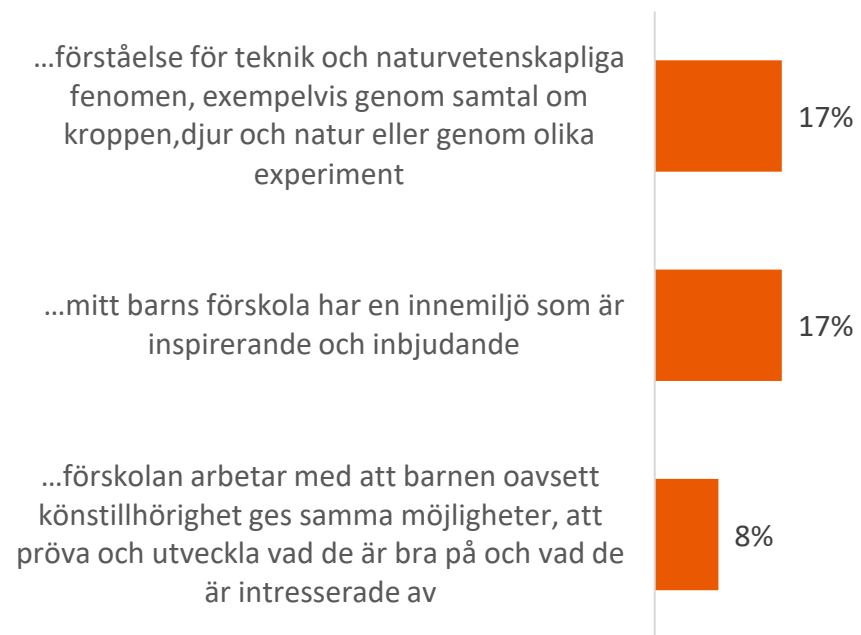 …förståelse för teknik och naturvetenskapliga
fenomen, exempelvis genom samtal om
kroppen,djur och natur eller genom olika
experiment
17%
…mitt barns förskola har en innemiljö som är
inspirerande och inbjudande
17%
…förskolan arbetar med att barnen oavsett
könstillhörighet ges samma möjligheter, att
pröva och utveckla vad de är bra på och vad de
är intresserade av
8%